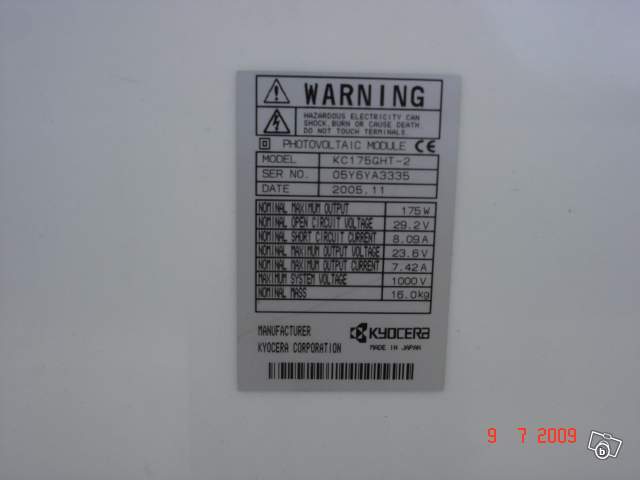 WARNING
HAZARDOUS ELECTRICITY CAN
SHOCK, BURN OR CAUSE DEATH.
DO NOT TOUCH TERMINALS.
PHOTOVOLTAIC MODULE CE
MODEL KC175GHT-2
SER NO. 05Y6YA3335
DATE 2005.11
NOMINAL MAXIMUM OUTPUT 175W
NOMINAL OPEN CIRCUIT VOLTAGE 29.2V
NOMINAL SHORT CIRCUIT CURRENT 8.09A
NOMINAL MAXIMUM OUTPUT VOLTAGE 23.6V
NOMINAL MAXIMUM OUTPUT CURRENT 7.42A
MAXIMUM SYSTEM VOLTAGE 1000V
NOMINAL MASS 16.0kg
MANUFACTURER KYOCERA
KYOCERA CORPORATION MADE IN JAPAN
9 7 2009